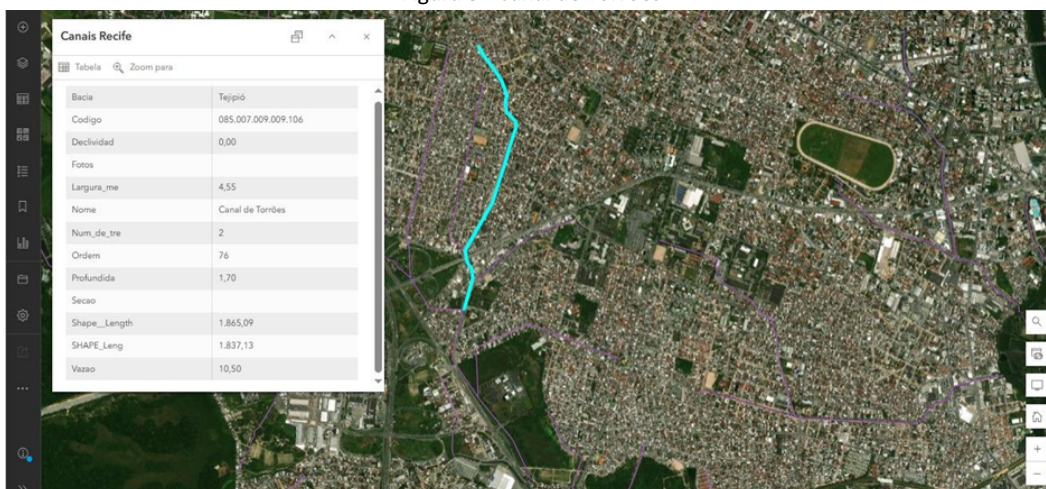 Canais Recife
Tabela Zoom para
Bacia Tejipió
Codigo 085.007.009.009.106
Declividad 0,00
Fotos
Largura_me 4,55
Nome Canal de Torrões
Num_de_tre 2
Ordem 76
Profundida 1,70
Secao
Shape__Length 1.865,09
SHAPE_Leng 1.837,13
Vazao 10,50